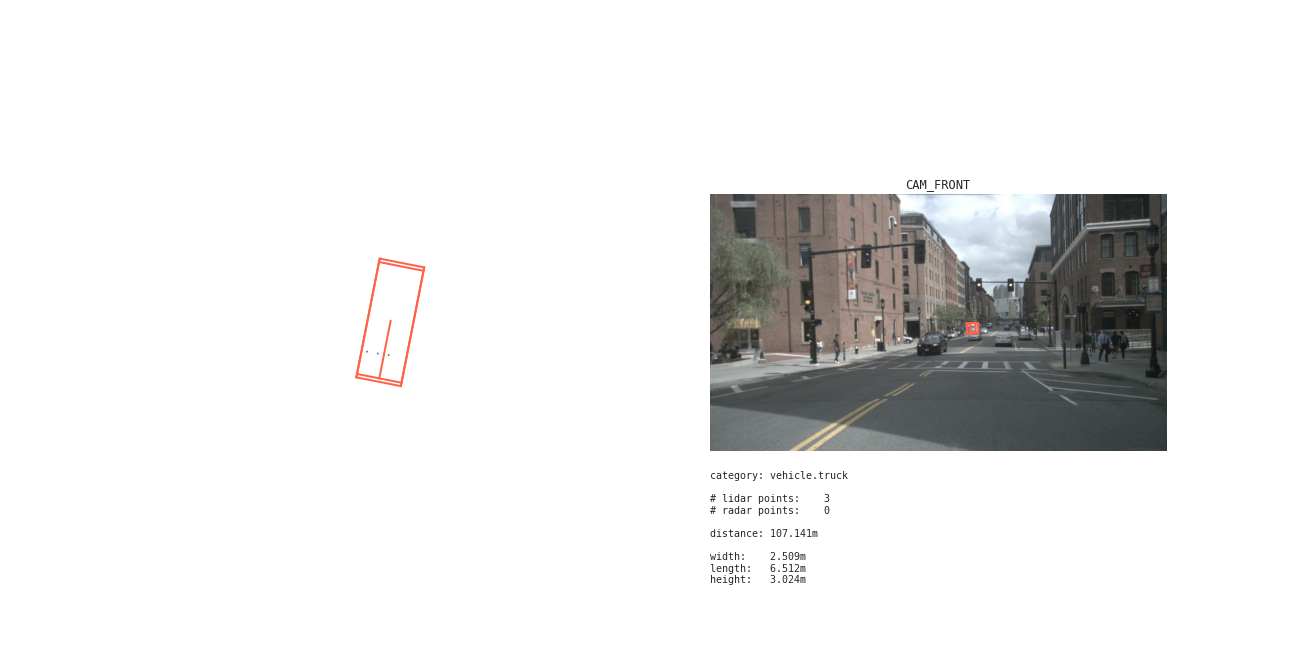 CAM_FRONT
category: vehicle.truck
# lidar points: 3
# radar points: 0
distance: 107.141m
width: 2.509m
length: 6.512m
height: 3.024m